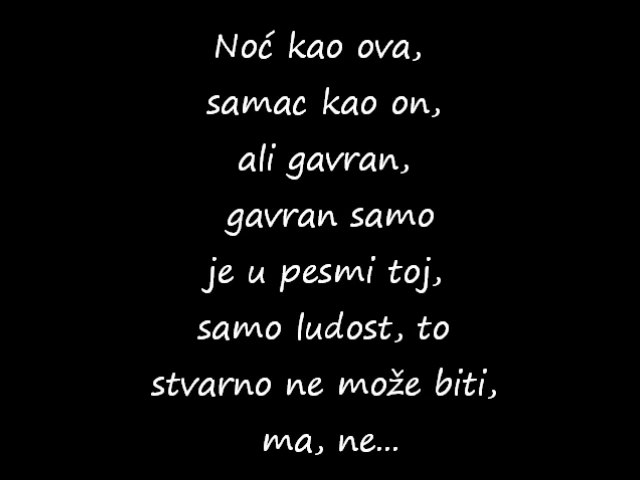 Noć kao ova,
samac kao on,
ali gavran,
gavran samo
je u pesmi toj,
samo ludost, to
stvarno ne može biti,
ma, ne...